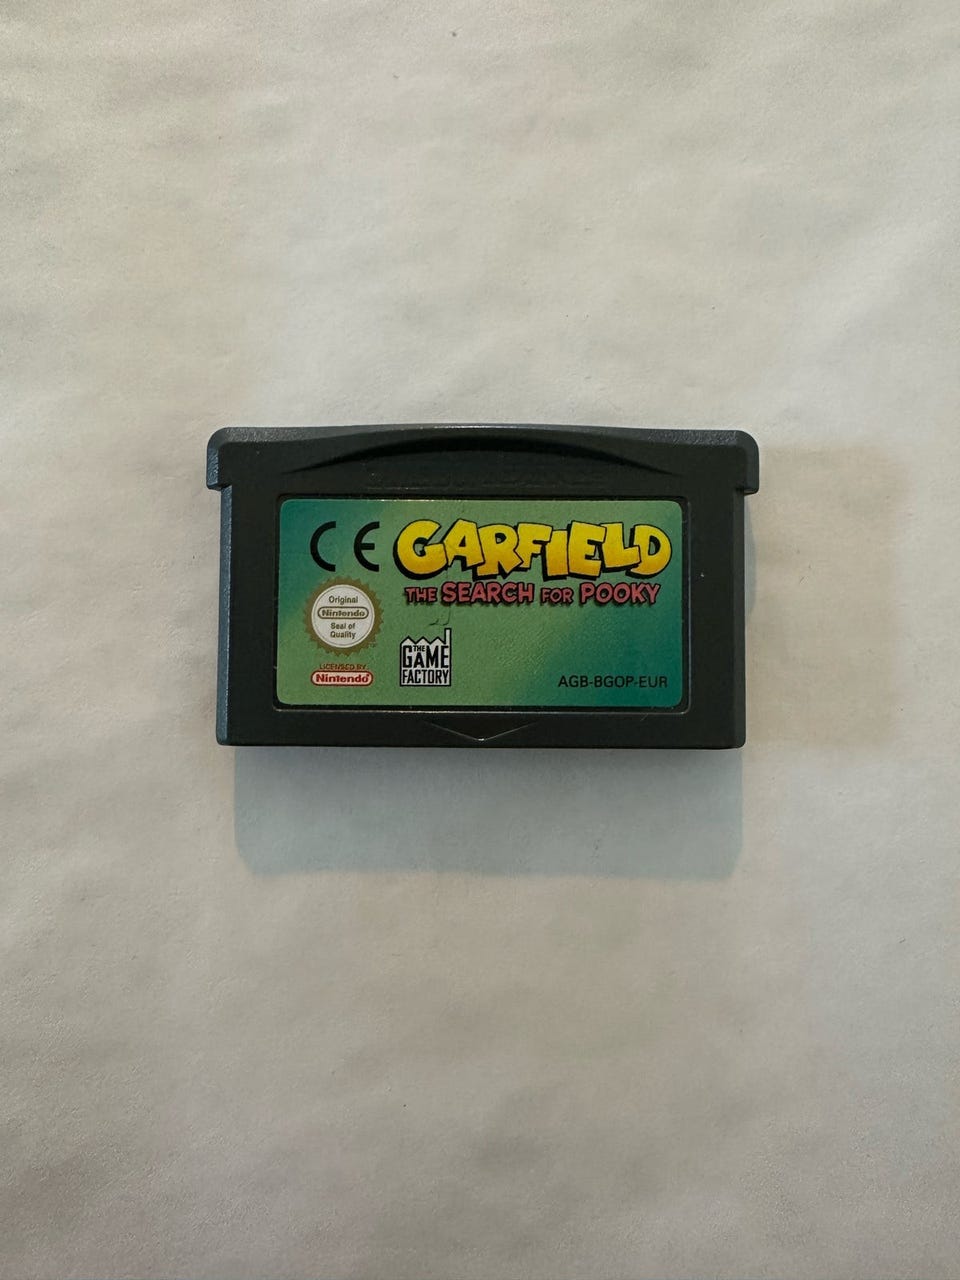 CE
GARFIELD
THE SEARCH FOR POOKY
Original
Nintendo
Seal of
Quality
LICENSED BY
Nintendo
THE
GAME
FACTORY
AGB-BGOP-EUR